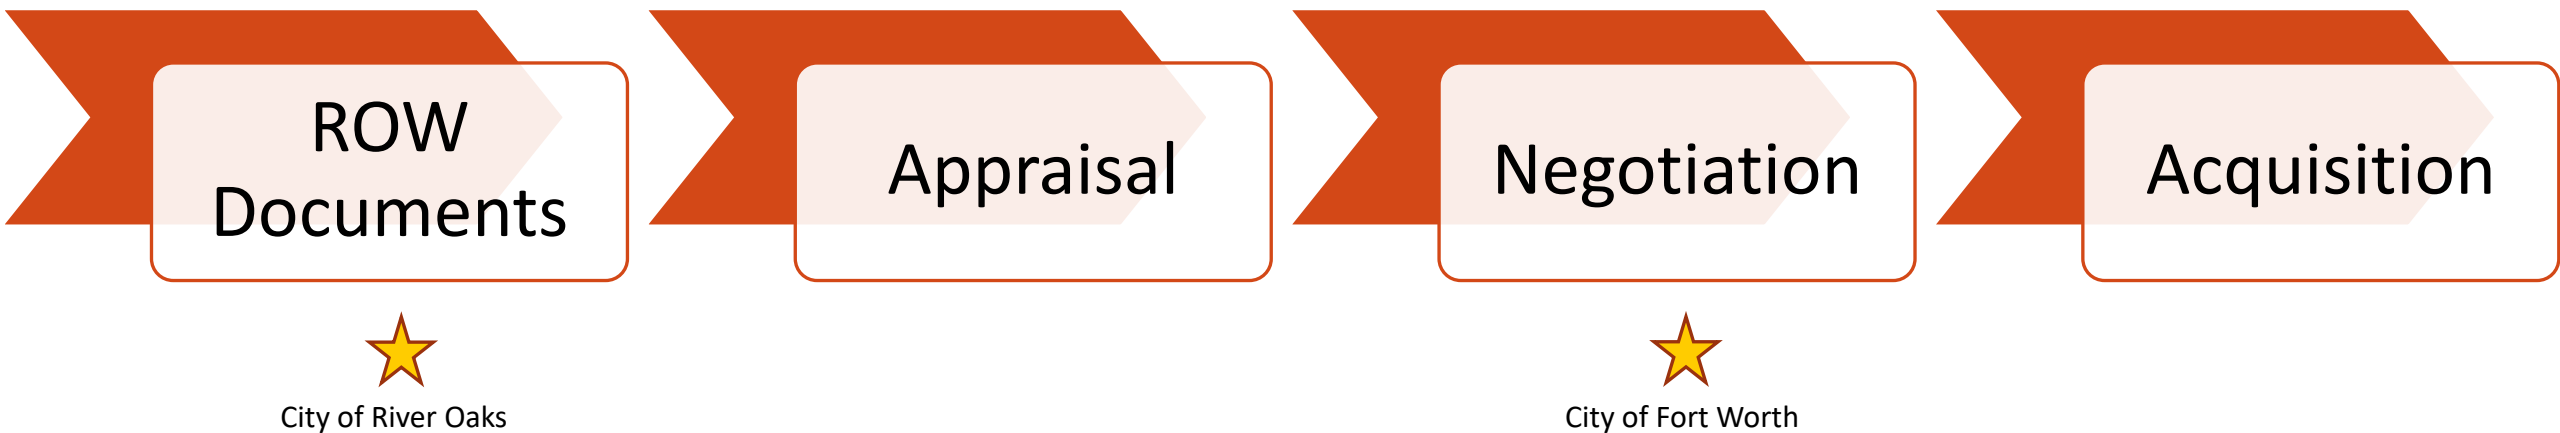 ROW
Documents
Appraisal
Negotiation
Acquisition
City of River Oaks
City of Fort Worth